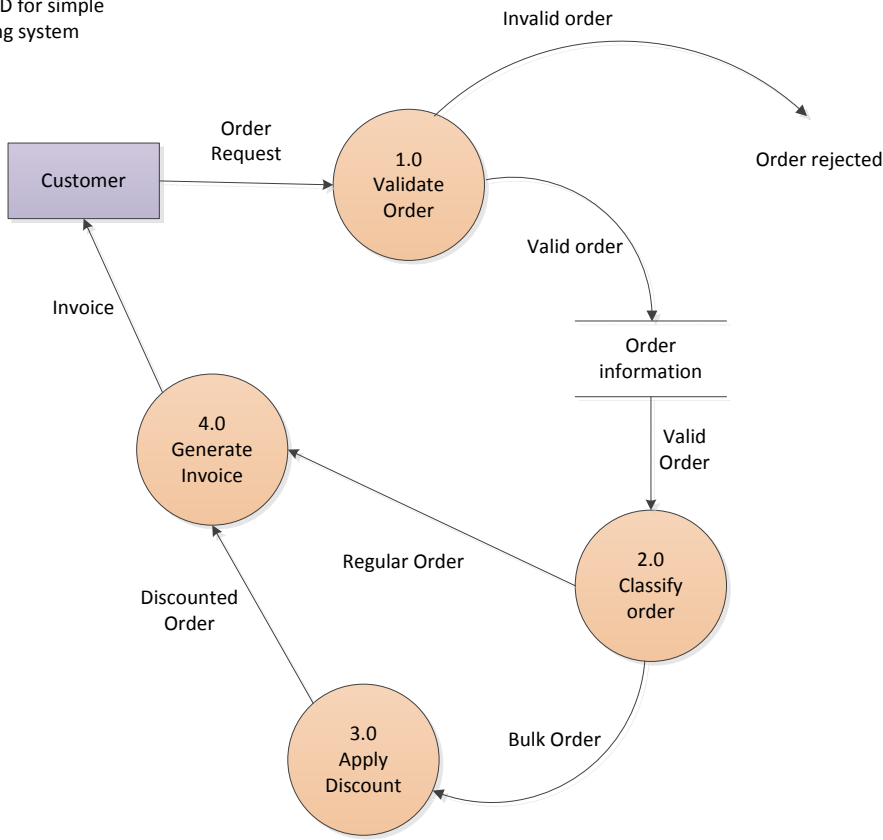 D for simple
ng system
Invalid order
Order
Request
Customer
1.0
Validate
Order
Order rejected
Valid order
Invoice
Order
information
4.0
Generate
Invoice
Valid
Order
Regular Order
2.0
Classify
order
Discounted
Order
3.0
Apply
Discount
Bulk Order